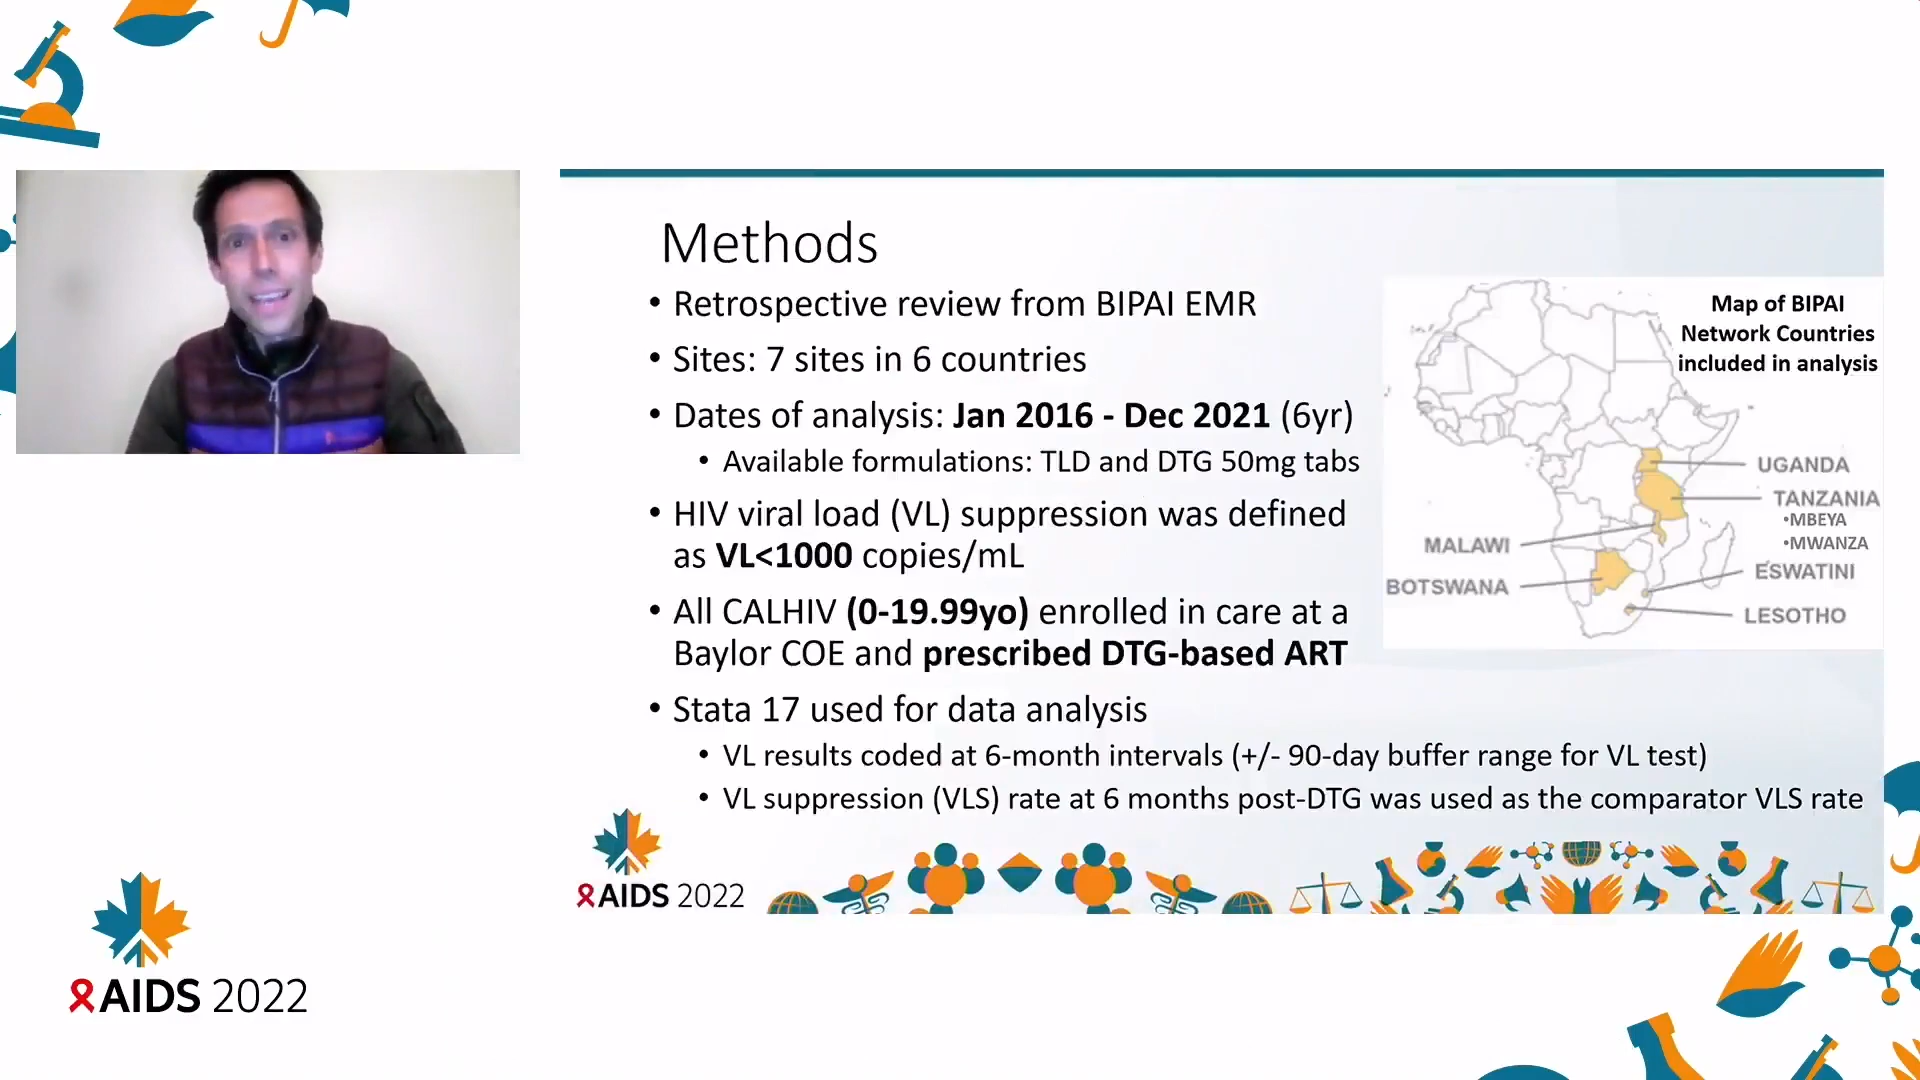 Methods
• Retrospective review from BIPAI EMR
• Sites: 7 sites in 6 countries
• Dates of analysis: Jan 2016 - Dec 2021 (6yr)
• Available formulations: TLD and DTG 50mg tabs
• HIV viral load (VL) suppression was defined
as VL<1000 copies/mL
• All CALHIV (0-19.99yo) enrolled in care at a
Baylor COE and prescribed DTG-based ART
• Stata 17 used for data analysis
• VL results coded at 6-month intervals (+/- 90-day buffer range for VL test)
• VL suppression (VLS) rate at 6 months post-DTG was used as the comparator VLS rate
Map of BIPAI
Network Countries
included in analysis
UGANDA
TANZANIA
•MBEYA
•MWANZA
MALAWI
ESWATINI
BOTSWANA
LESOTHO
AIDS 2022
AIDS 2022